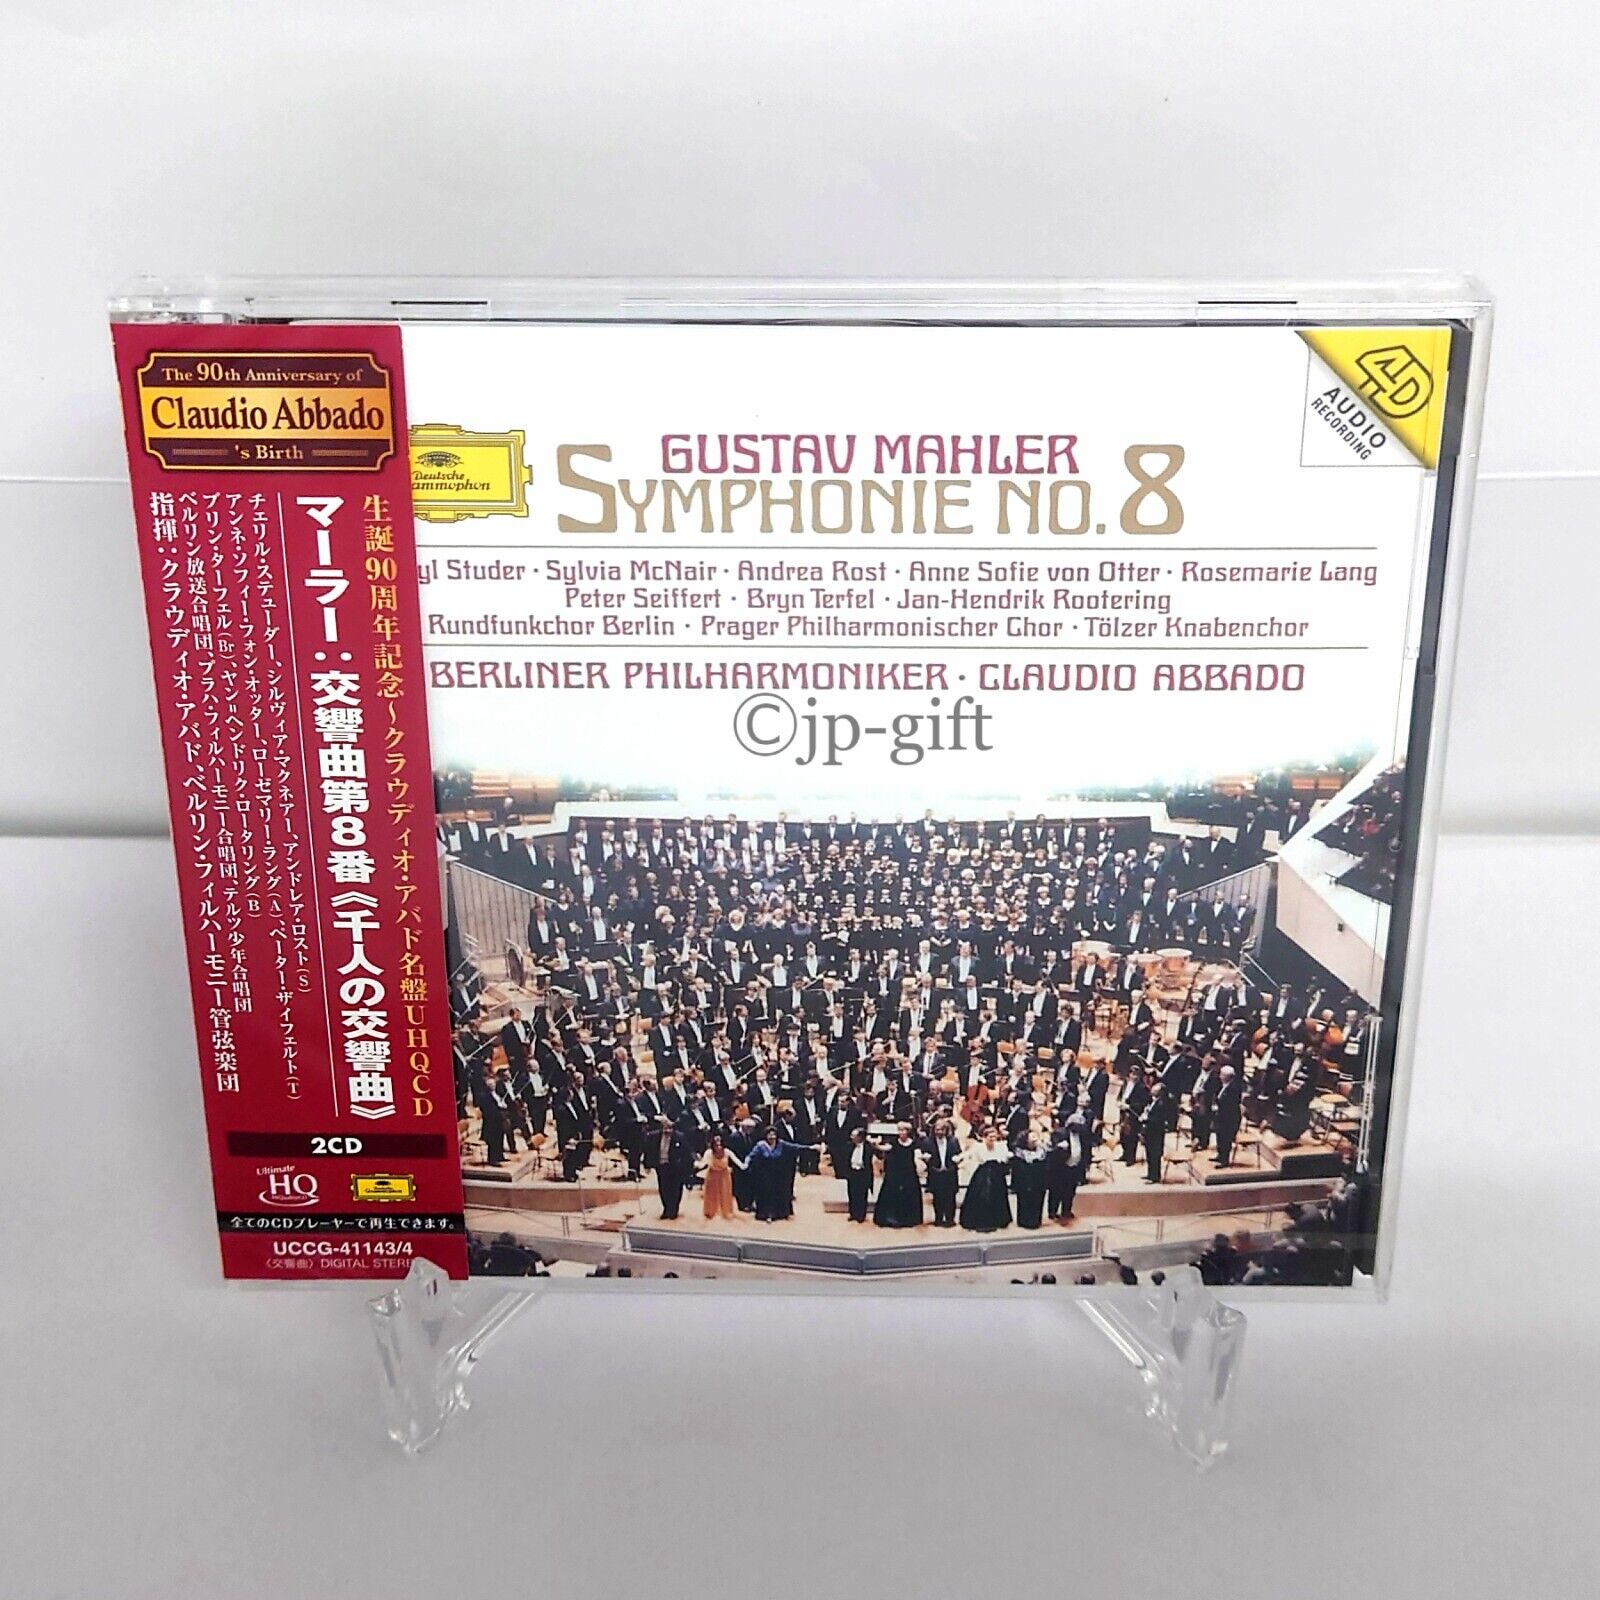 The 90th Anniversary of
Claudio Abbado
's Birth
生誕90周年記念〜クラウディオ・アバド名盤UHQCD
マーラー：交響曲第8番《千人の交響曲》
チェリル・ステューダー、シルヴィア・マクネアー、アンドレア・ロスト(S)
アンネ・ソフィー・フォン・オッター、ローゼマリー・ラング(A)、ペーター・ザイフェルト(T)
ブリン・ターフェル(Br)、ヤン=ヘンドリク・ロータリング(B)
ベルリン放送合唱団、プラハ・フィルハーモニー合唱団、テルツ少年合唱団
指揮：クラウディオ・アバド、ベルリン・フィルハーモニー管弦楽団
2CD
Ultimate
HQ
HiQualityCD
全てのCDプレーヤーで再生できます。
UCCG-41143/4
〈交響曲〉 DIGITAL STERE
Deutsche
ammophon
4D
AUDIO
RECORDING
GUSTAV MAHLER
SYMPHONIE NO. 8
yl Studer · Sylvia McNair · Andrea Rost · Anne Sofie von Otter · Rosemarie Lang
Peter Seiffert · Bryn Terfel · Jan-Hendrik Rootering
Rundfunkchor Berlin · Prager Philharmonischer Chor · Tölzer Knabenchor
BERLINER PHILHARMONIKER · CLAUDIO ABBADO
©jp-gift